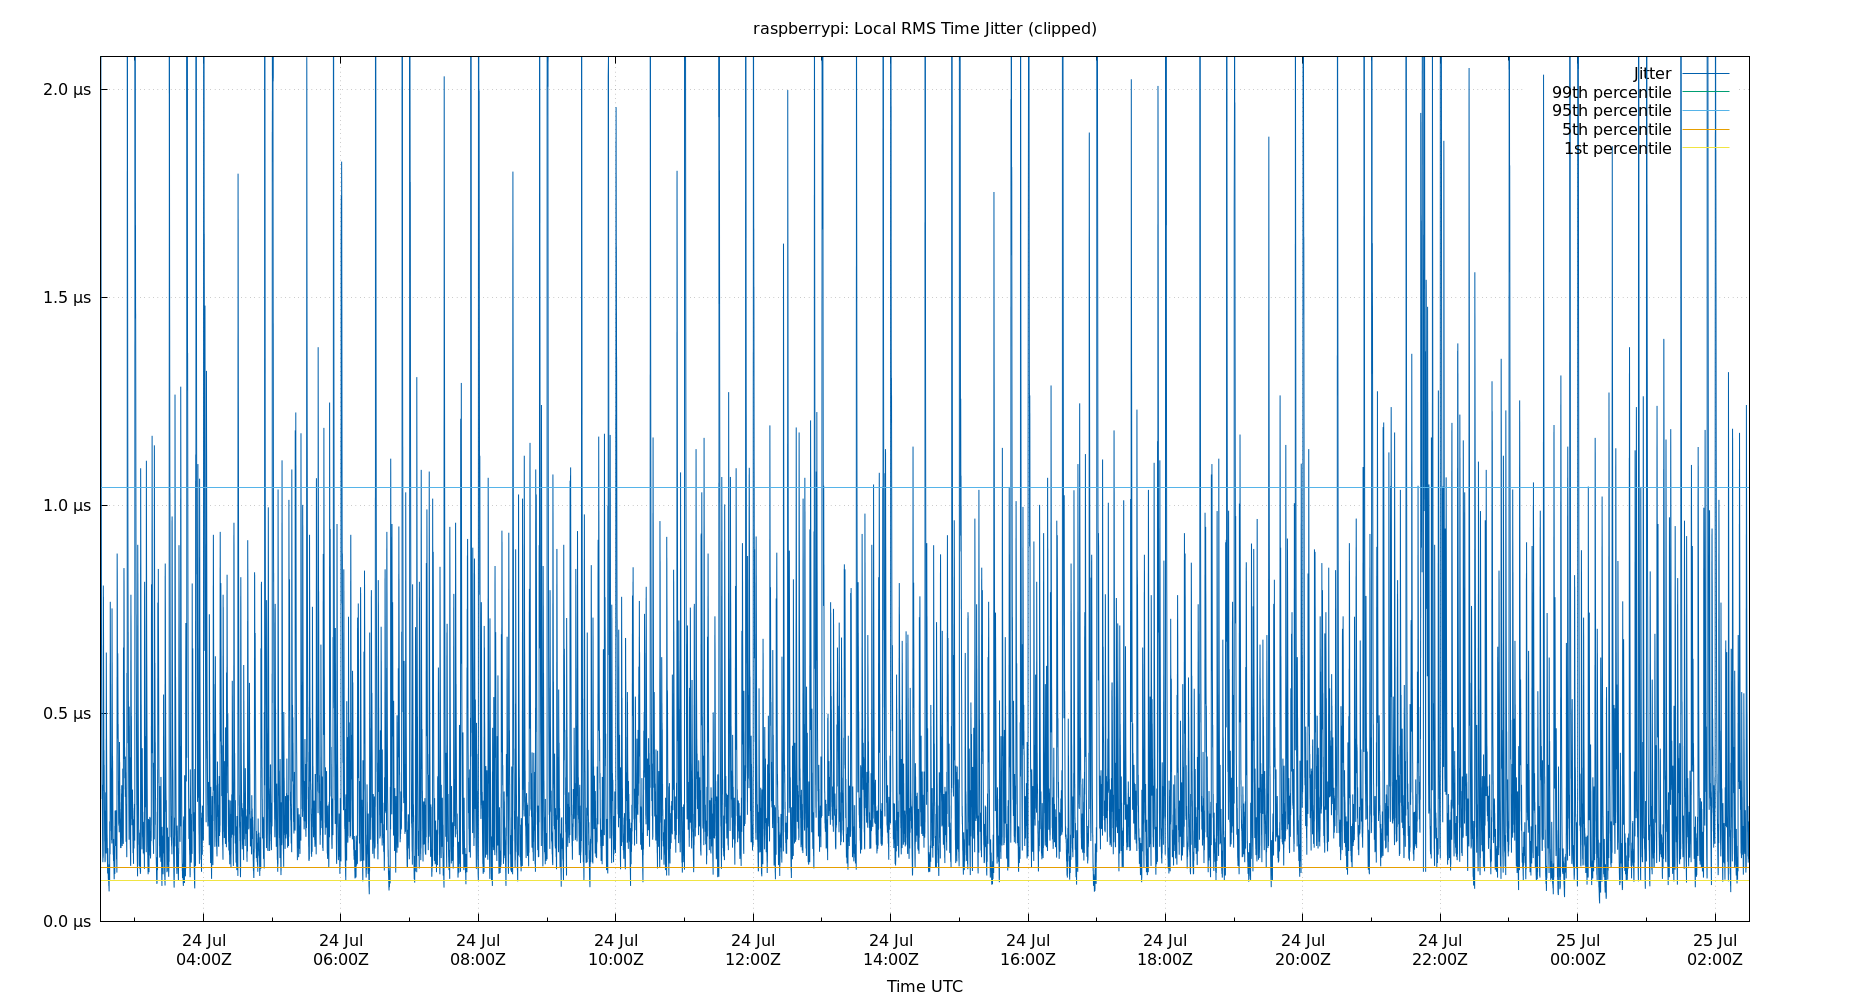 raspberrypi: Local RMS Time Jitter (clipped)
Jitter
99th percentile
95th percentile
5th percentile
1st percentile
2.0 µs
1.5 µs
1.0 µs
0.5 µs
0.0 µs
24 Jul 24 Jul 24 Jul 24 Jul 24 Jul 24 Jul 24 Jul 24 Jul 24 Jul 24 Jul 25 Jul 25 Jul
04:00Z 06:00Z 08:00Z 10:00Z 12:00Z 14:00Z 16:00Z 18:00Z 20:00Z 22:00Z 00:00Z 02:00Z
Time UTC